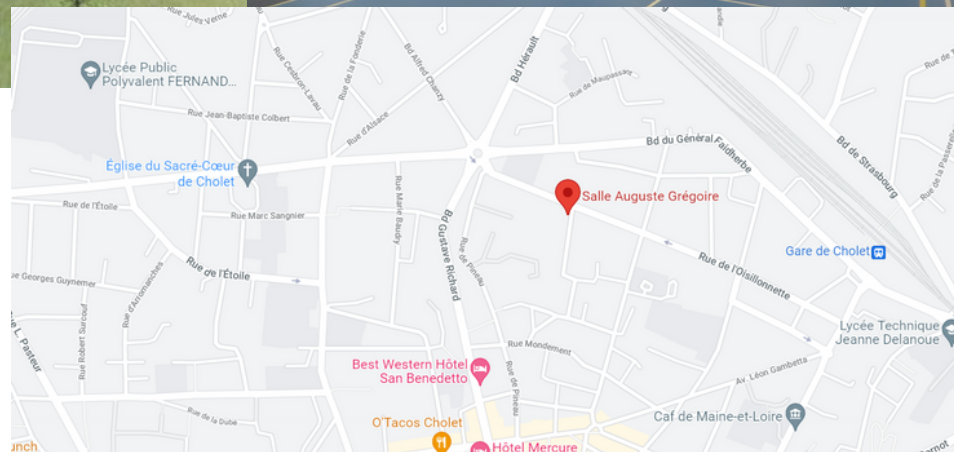 Rue Jules Verne
Lycée Public
Polyvalent FERNAND...
Rue Cesbron-Lavau
Rue de la Fonderie
Bd Alfred Chanzy
Bd Hérault
Rue de Maupassant
Rue Jean-Baptiste Colbert
Rue d'Alsace
Bd du Général Faidherbe
Bd de Strasbourg
Rue de la Passerelle
Église du Sacré-Cœur
de Cholet
Salle Auguste Grégoire
Rue de l'Étoile
Rue Marc Sangnier
Rue Marie Baudry
Bd Gustave Richard
Rue de Pineau
Rue de l'Oisillonnette
Gare de Cholet
Rue de l'Étoile
ue Georges Guynemer
Rue d'Arromanches
Rue Robert Surcouf
ue L. Pasteur
Lycée Technique
Jeanne Delanoue
Rue Mondement
Best Western Hôtel
San Benedetto
Rue de Pineau
Av. Léon Gambetta
Rue de la Dube
O'Tacos Cholet
Caf de Maine-et-Loire
unch
Hôtel Mercure